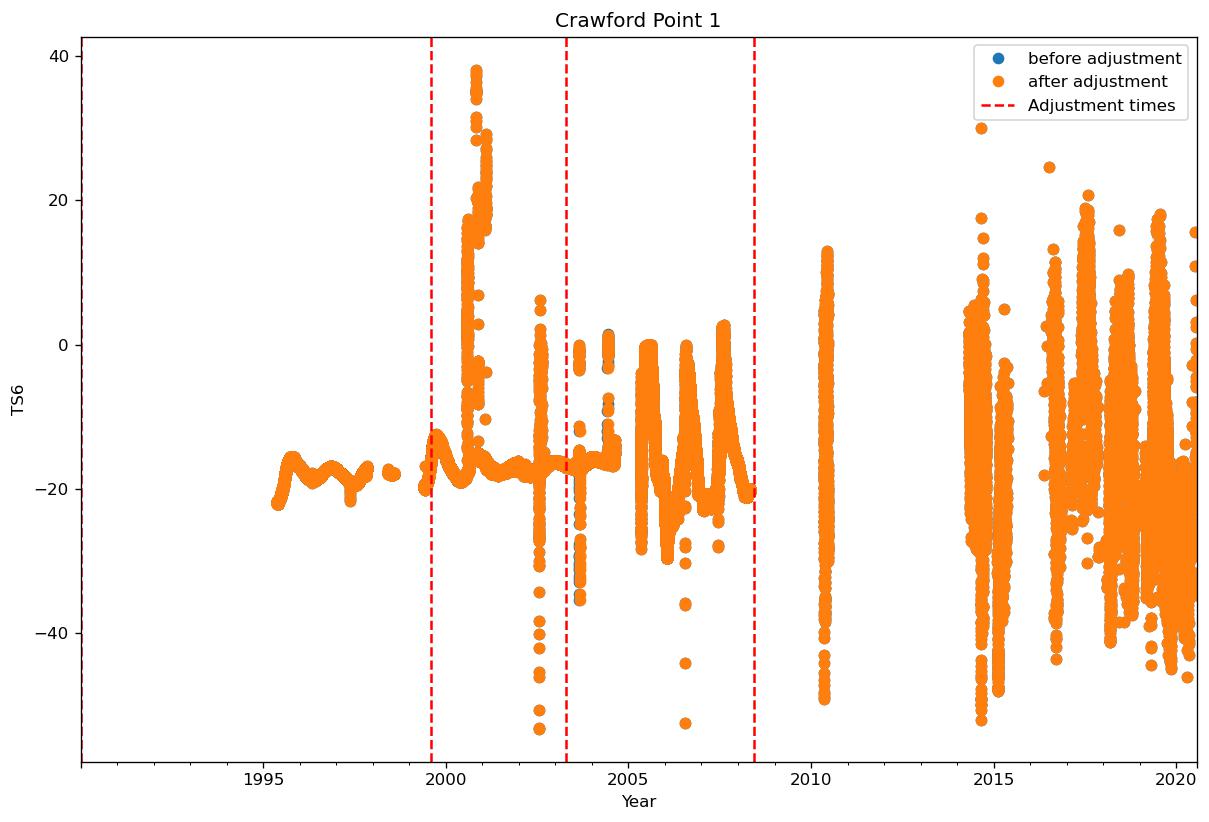 Crawford Point 1
before adjustment
after adjustment
Adjustment times
40
20
0
−20
−40
TS6
1995
2000
2005
2010
2015
2020
Year